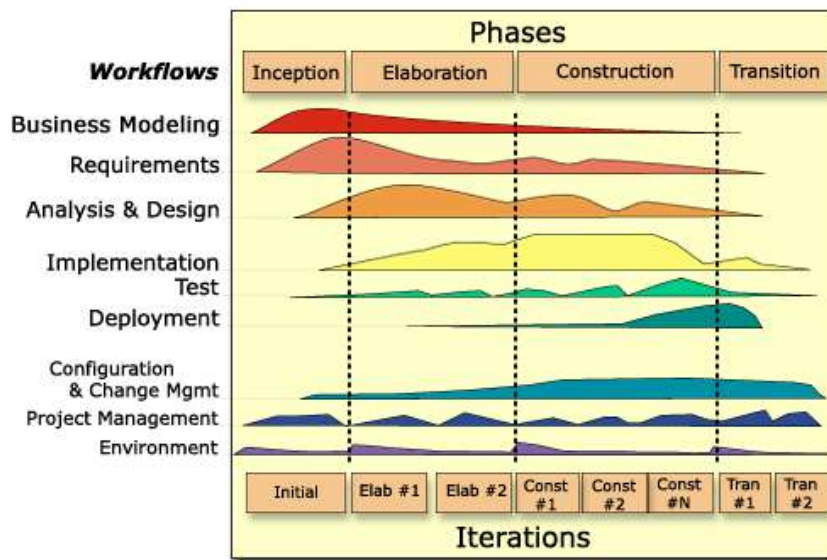 Phases
Workflows
Inception
Elaboration
Construction
Transition
Business Modeling
Requirements
Analysis & Design
Implementation
Test
Deployment
Configuration
& Change Mgmt
Project Management
Environment
Initial
Elab #1
Elab #2
Const
#1
Const
#2
Const
#N
Tran
#1
Tran
#2
Iterations